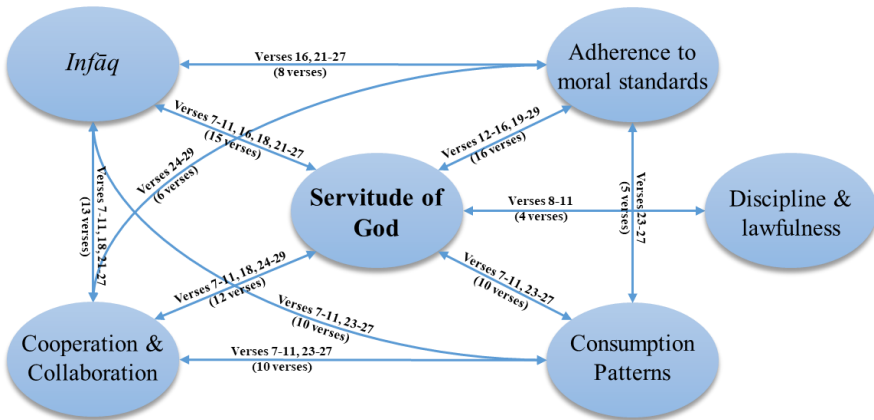 Infāq
Adherence to
moral standards
Verses 16, 21-27
(8 verses)
Verses 7-11, 16, 18, 21-27
(15 verses)
Verses 12-16, 19-29
(16 verses)
Verses 24-29
(6 verses)
Servitude of
God
Verses 8-11
(4 verses)
Discipline &
lawfulness
Verses 23-27
(5 verses)
Verses 7-11, 18, 21-27
(13 verses)
Verses 7-11, 18, 24-29
(12 verses)
Verses 7-11, 23-27
(10 verses)
Verses 7-11, 23-27
(10 verses)
Cooperation &
Collaboration
Verses 7-11, 23-27
(10 verses)
Consumption
Patterns